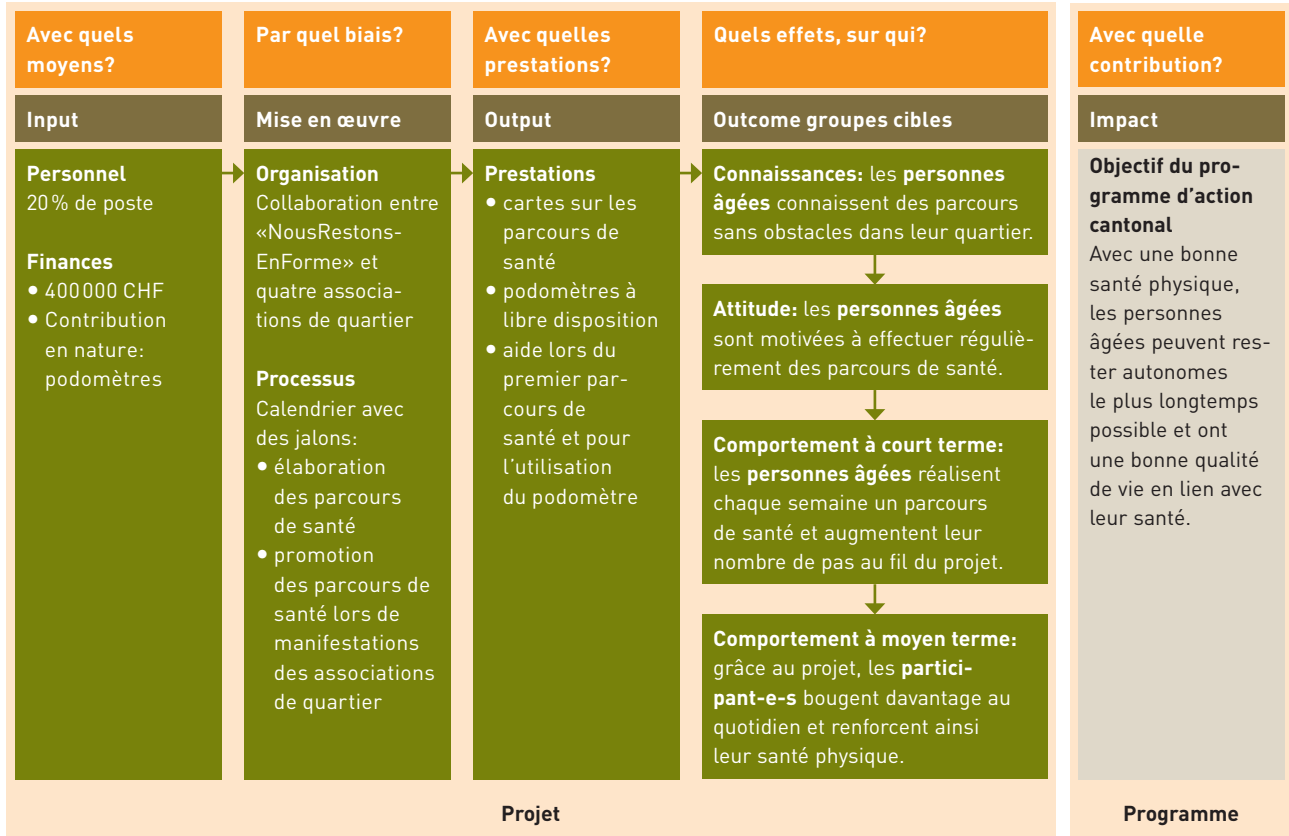 Avec quels
moyens?
Input
Personnel
20% de poste
Finances
• 400 000 CHF
• Contribution
en nature:
podomètres
Par quel biais?
Mise en œuvre
Organisation
Collaboration entre
«NousRestons-
EnForme» et
quatre associa-
tions de quartier
Processus
Calendrier avec
des jalons:
• élaboration
des parcours
de santé
• promotion
des parcours de
santé lors de
manifestations
des associations
de quartier
Avec quelles
prestations?
Output
Prestations
• cartes sur les
parcours de
santé
• podomètres à
libre disposition
• aide lors du
premier par-
cours de
santé et pour
l'utilisation
du podomètre
Quels effets, sur qui?
Outcome groupes cibles
Connaissances: les personnes
âgées connaissent des parcours
sans obstacles dans leur quartier.
Attitude: les personnes âgées
sont motivées à effectuer réguliè-
rement des parcours de santé.
Comportement à court terme:
les personnes âgées réalisent
chaque semaine un parcours
de santé et augmentent leur
nombre de pas au fil du projet.
Comportement à moyen terme:
grâce au projet, les partici-
pant-e-s bougent davantage au
quotidien et renforcent ainsi
leur santé physique.
Projet
Avec quelle
contribution?
Impact
Objectif du pro-
gramme d'action
cantonal
Avec une bonne
santé physique,
les personnes
âgées peuvent res-
ter autonomes
le plus longtemps
possible et ont
une bonne qualité
de vie en lien avec
leur santé.
Programme